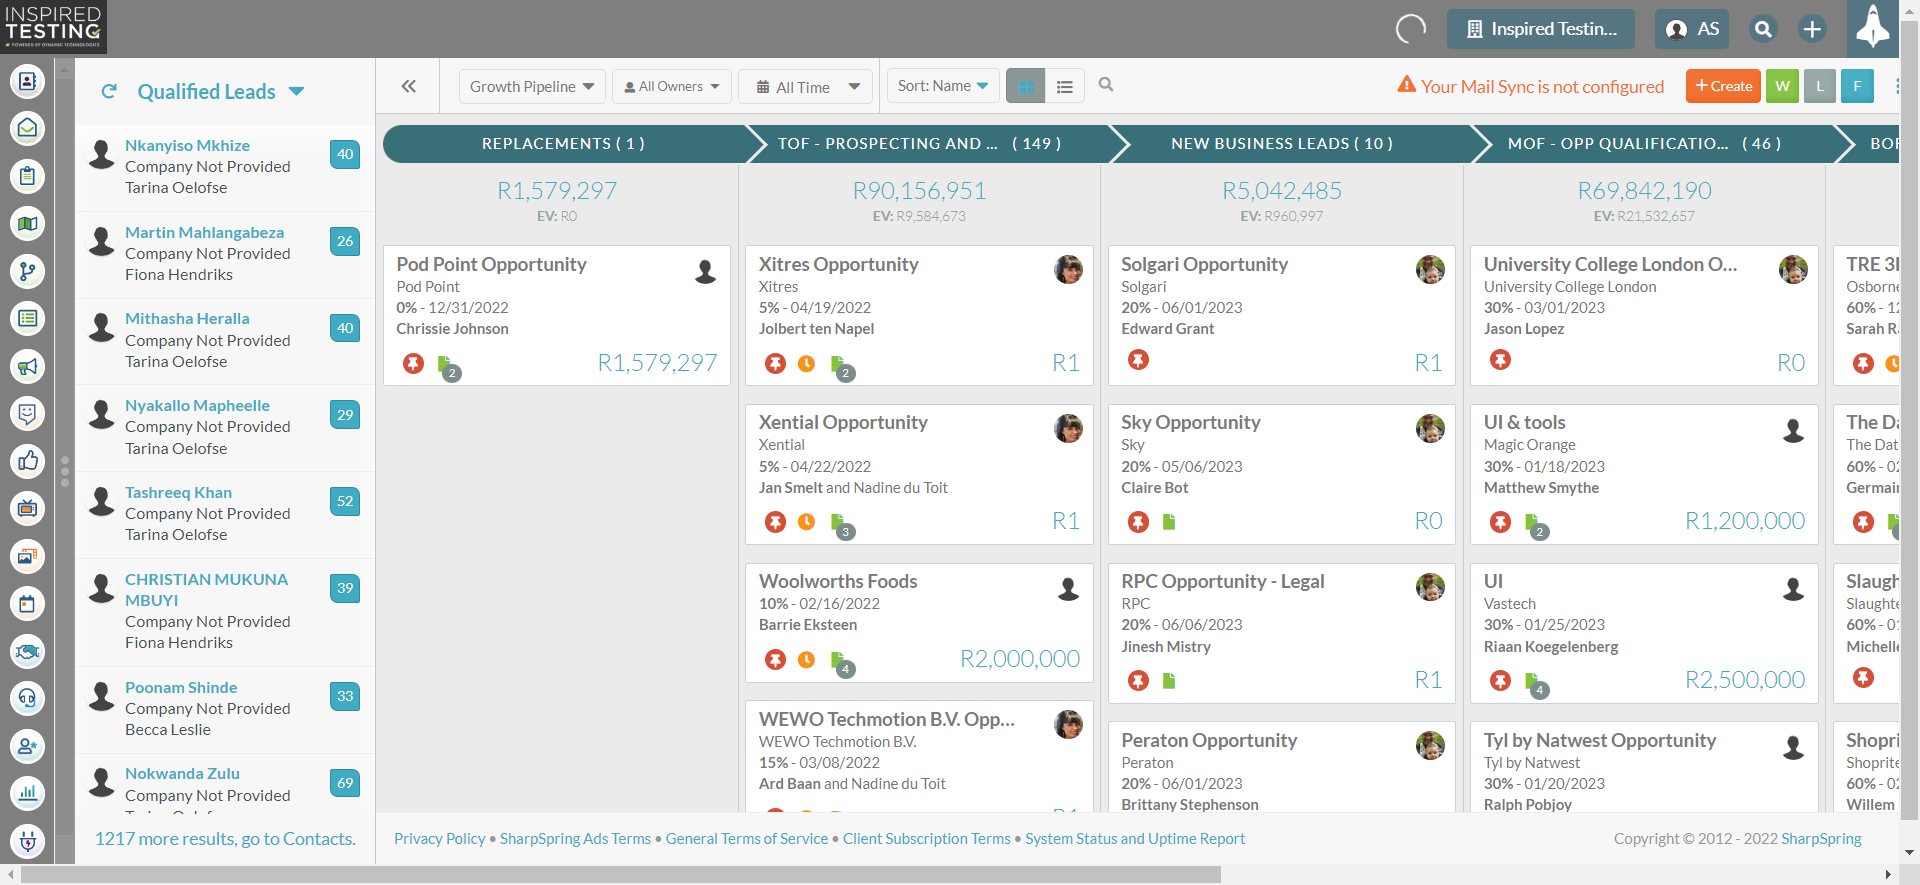 INSPIRED
TESTING
POWERED BY DYNAMIC TECHNOLOGIES
Inspired Testin...
AS
Qualified Leads
Growth Pipeline
All Owners
All Time
Sort: Name
Your Mail Sync is not configured
+ Create
W
L
F
Nkanyiso Mkhize
40
Company Not Provided
Tarina Oelofse
Martin Mahlangabeza
26
Company Not Provided
Fiona Hendriks
Mithasha Heralla
40
Company Not Provided
Tarina Oelofse
Nyakallo Mapheelle
29
Company Not Provided
Tarina Oelofse
Tashreeq Khan
52
Company Not Provided
Tarina Oelofse
CHRISTIAN MUKUNA
MBUYI
39
Company Not Provided
Fiona Hendriks
Poonam Shinde
33
Company Not Provided
Becca Leslie
Nokwanda Zulu
69
Company Not Provided
1217 more results, go to Contacts.
REPLACEMENTS ( 1 )
R1,579,297
EV: R0
Pod Point Opportunity
Pod Point
0% - 12/31/2022
Chrissie Johnson
2
R1,579,297
TOF - PROSPECTING AND ... ( 149 )
R90,156,951
EV: R9,584,673
Xitres Opportunity
Xitres
5% - 04/19/2022
Jolbert ten Napel
2
R1
Xential Opportunity
Xential
5% - 04/22/2022
Jan Smelt and Nadine du Toit
3
R1
Woolworths Foods
10% - 02/16/2022
Barrie Eksteen
4
R2,000,000
WEWO Techmotion B.V. Opp...
WEWO Techmotion B.V.
15% - 03/08/2022
Ard Baan and Nadine du Toit
R1
NEW BUSINESS LEADS ( 10 )
R5,042,485
EV: R960,997
Solgari Opportunity
Solgari
20% - 06/01/2023
Edward Grant
R1
Sky Opportunity
Sky
20% - 05/06/2023
Claire Bot
R0
RPC Opportunity - Legal
RPC
20% - 06/06/2023
Jinesh Mistry
R1
Peraton Opportunity
Peraton
20% - 06/01/2023
Brittany Stephenson
MOF - OPP QUALIFICATIO... ( 46 )
R69,842,190
EV: R21,532,657
University College London O...
University College London
30% - 03/01/2023
Jason Lopez
R0
UI & tools
Magic Orange
30% - 01/18/2023
Matthew Smythe
2
R1,200,000
UI
Vastech
30% - 01/25/2023
Riaan Koegelenberg
4
R2,500,000
Tyl by Natwest Opportunity
Tyl by Natwest
30% - 01/20/2023
Ralph Pobjoy
TRE
Osborne
60% - 12
Sarah
The
The Dat
60% - 02
Germain
Slaugh
Slaughte
60% - 01
Michelle
Shopri
Shoprite
60% - 02
Willem
Privacy Policy • SharpSpring Ads Terms • General Terms of Service • Client Subscription Terms • System Status and Uptime Report
Copyright © 2012 - 2022 SharpSpring